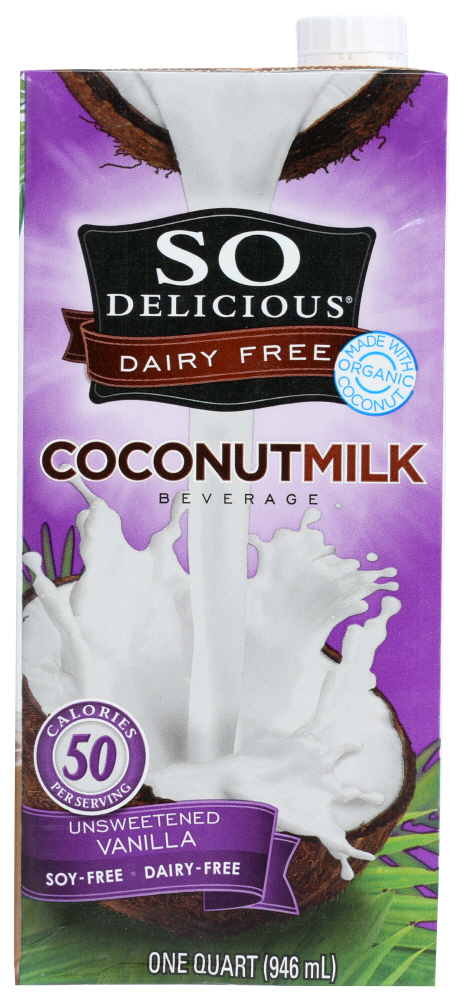 SO
DELICIOUS®
DAIRY FREE
MADE WITH
ORGANIC
COCONUT
COCONUTMILK
BEVERAGE
CALORIES
50
PER SERVING
UNSWEETENED
VANILLA
SOY-FREE • DAIRY-FREE
ONE QUART (946 mL)